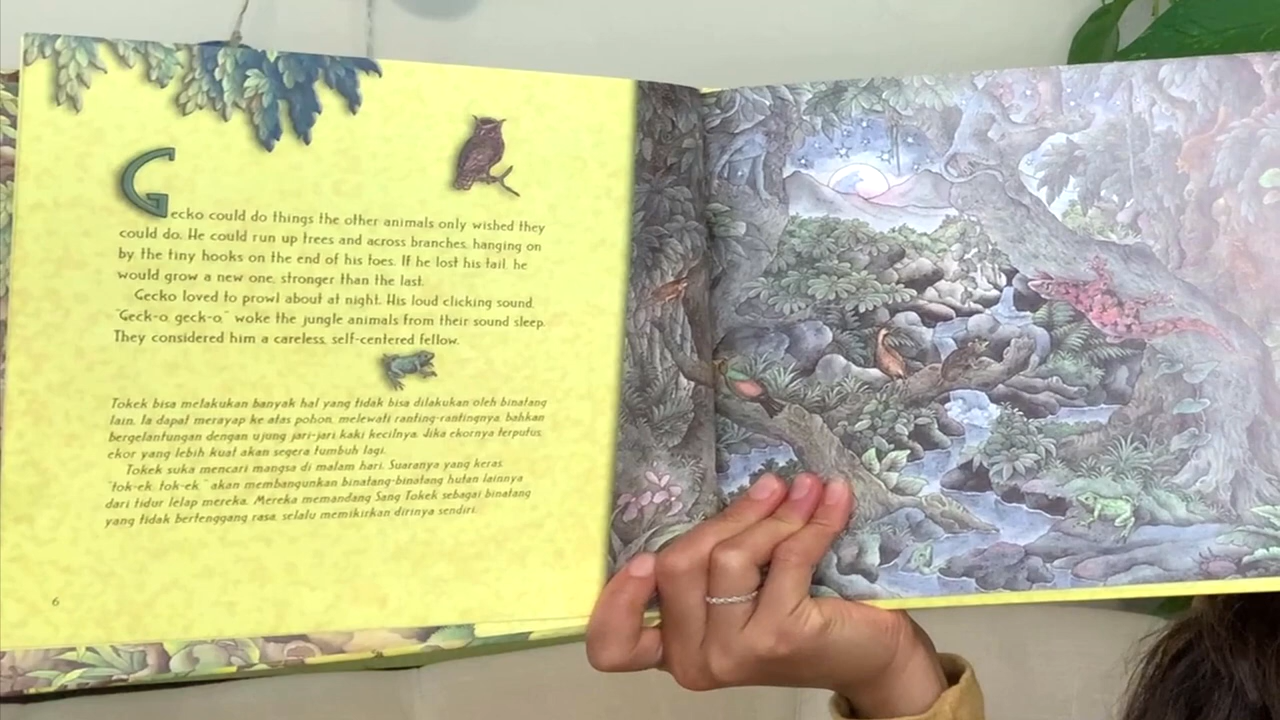 Gecko could do things the other animals only wished they
could do. He could run up trees and across branches, hanging on
by the tiny hooks on the end of his toes. If he lost his tail, he
would grow a new one, stronger than the last.
Gecko loved to prowl about at night. His loud clicking sound,
"Geck-o, geck-o," woke the jungle animals from their sound sleep.
They considered him a careless, self-centered fellow.
Tokek bisa melakukan banyak hal yang tidak bisa dilakukan oleh binatang
lain. Ia dapat merayap ke atas pohon, melewati ranting-rantingnya, bahkan
bergelantungan dengan ujung jari-jari kaki kecilnya. Jika ekornya terputus,
ekor yang lebih kuat akan segera tumbuh lagi.
Tokek suka mencari mangsa di malam hari. Suaranya yang keras,
"tok-ek, tok-ek," akan membangunkan binatang-binatang hutan lainnya
dari tidur lelap mereka. Mereka memandang Sang Tokek sebagai binatang
yang tidak bertenggang rasa, selalu memikirkan dirinya sendiri.
6